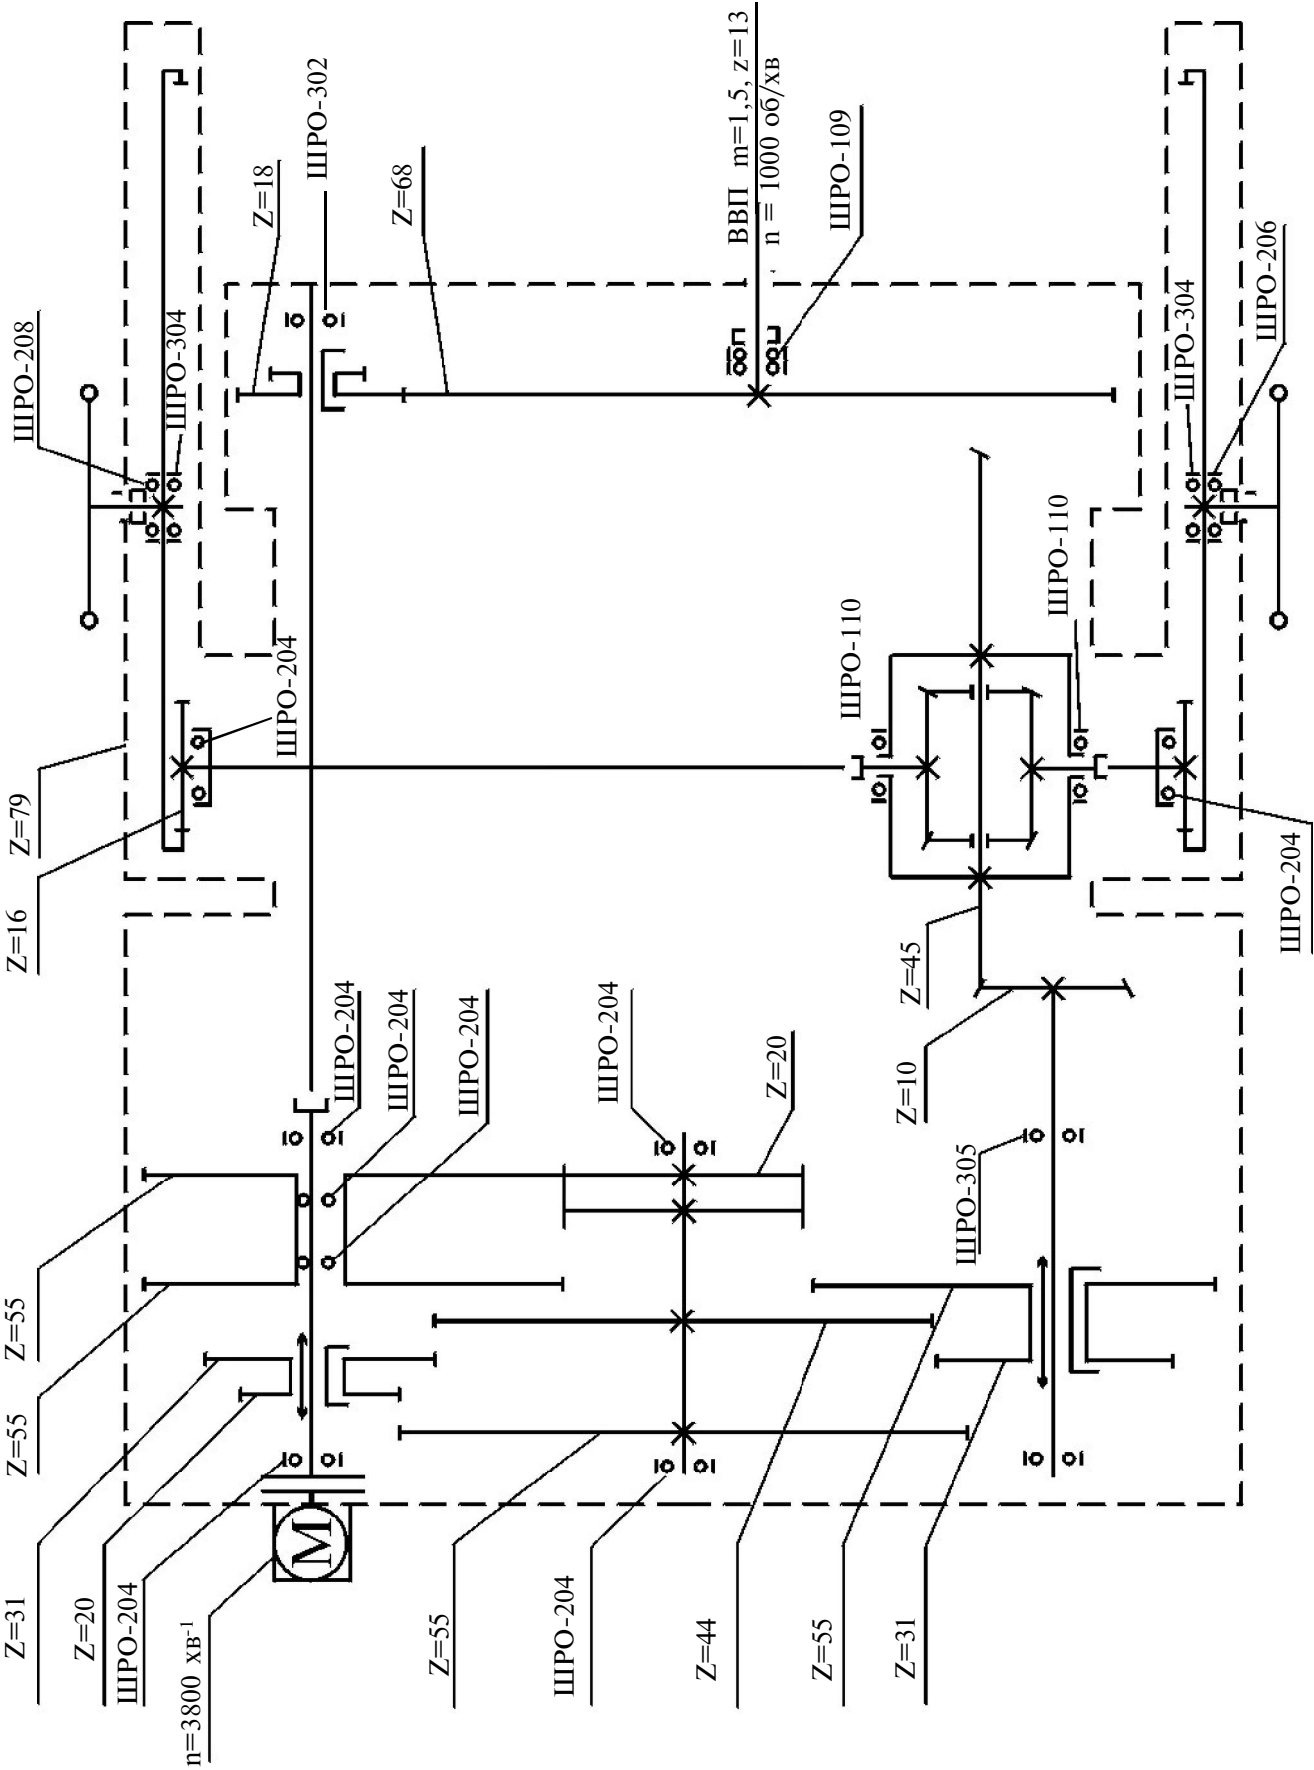 Z=31
Z=20
ШРО-204
n=3800 хв-1
Z=55
ШРО-204
Z=44
Z=55
Z=31
Z=55
Z=55
ШРО-204
ШРО-204
ШРО-204
ШРО-204
Z=20
ШРО-305
Z=10
Z=45
ШРО-204
Z=16
Z=79
ШРО-204
ШРО-110
ШРО-110
ШРО-208
ШРО-304
Z=18
ШРО-302
Z=68
ВВП m=1,5, z=13
n = 1000 об/хв
ШРО-109
ШРО-304
ШРО-206
М